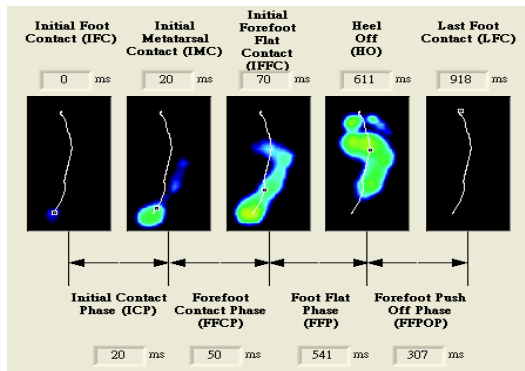 Initial Foot
Contact (IFC)
Initial
Metatarsal
Contact (IMC)
Initial
Forefoot
Flat
Contact
(IFFC)
Heel
Off
(HO)
Last Foot
Contact (LFC)
0 ms
20 ms
70 ms
611 ms
918 ms
Initial Contact
Phase (ICP)
Forefoot
Contact Phase
(FFCP)
Foot Flat
Phase
(FFP)
Forefoot Push
Off Phase
(FFPOP)
20 ms
50 ms
541 ms
307 ms